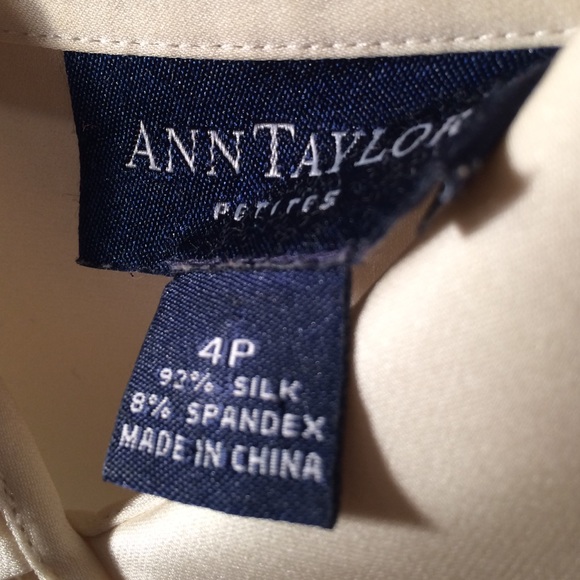 ANN TAYLOR
PETITES
4P
92% SILK
8% SPANDEX
MADE IN CHINA